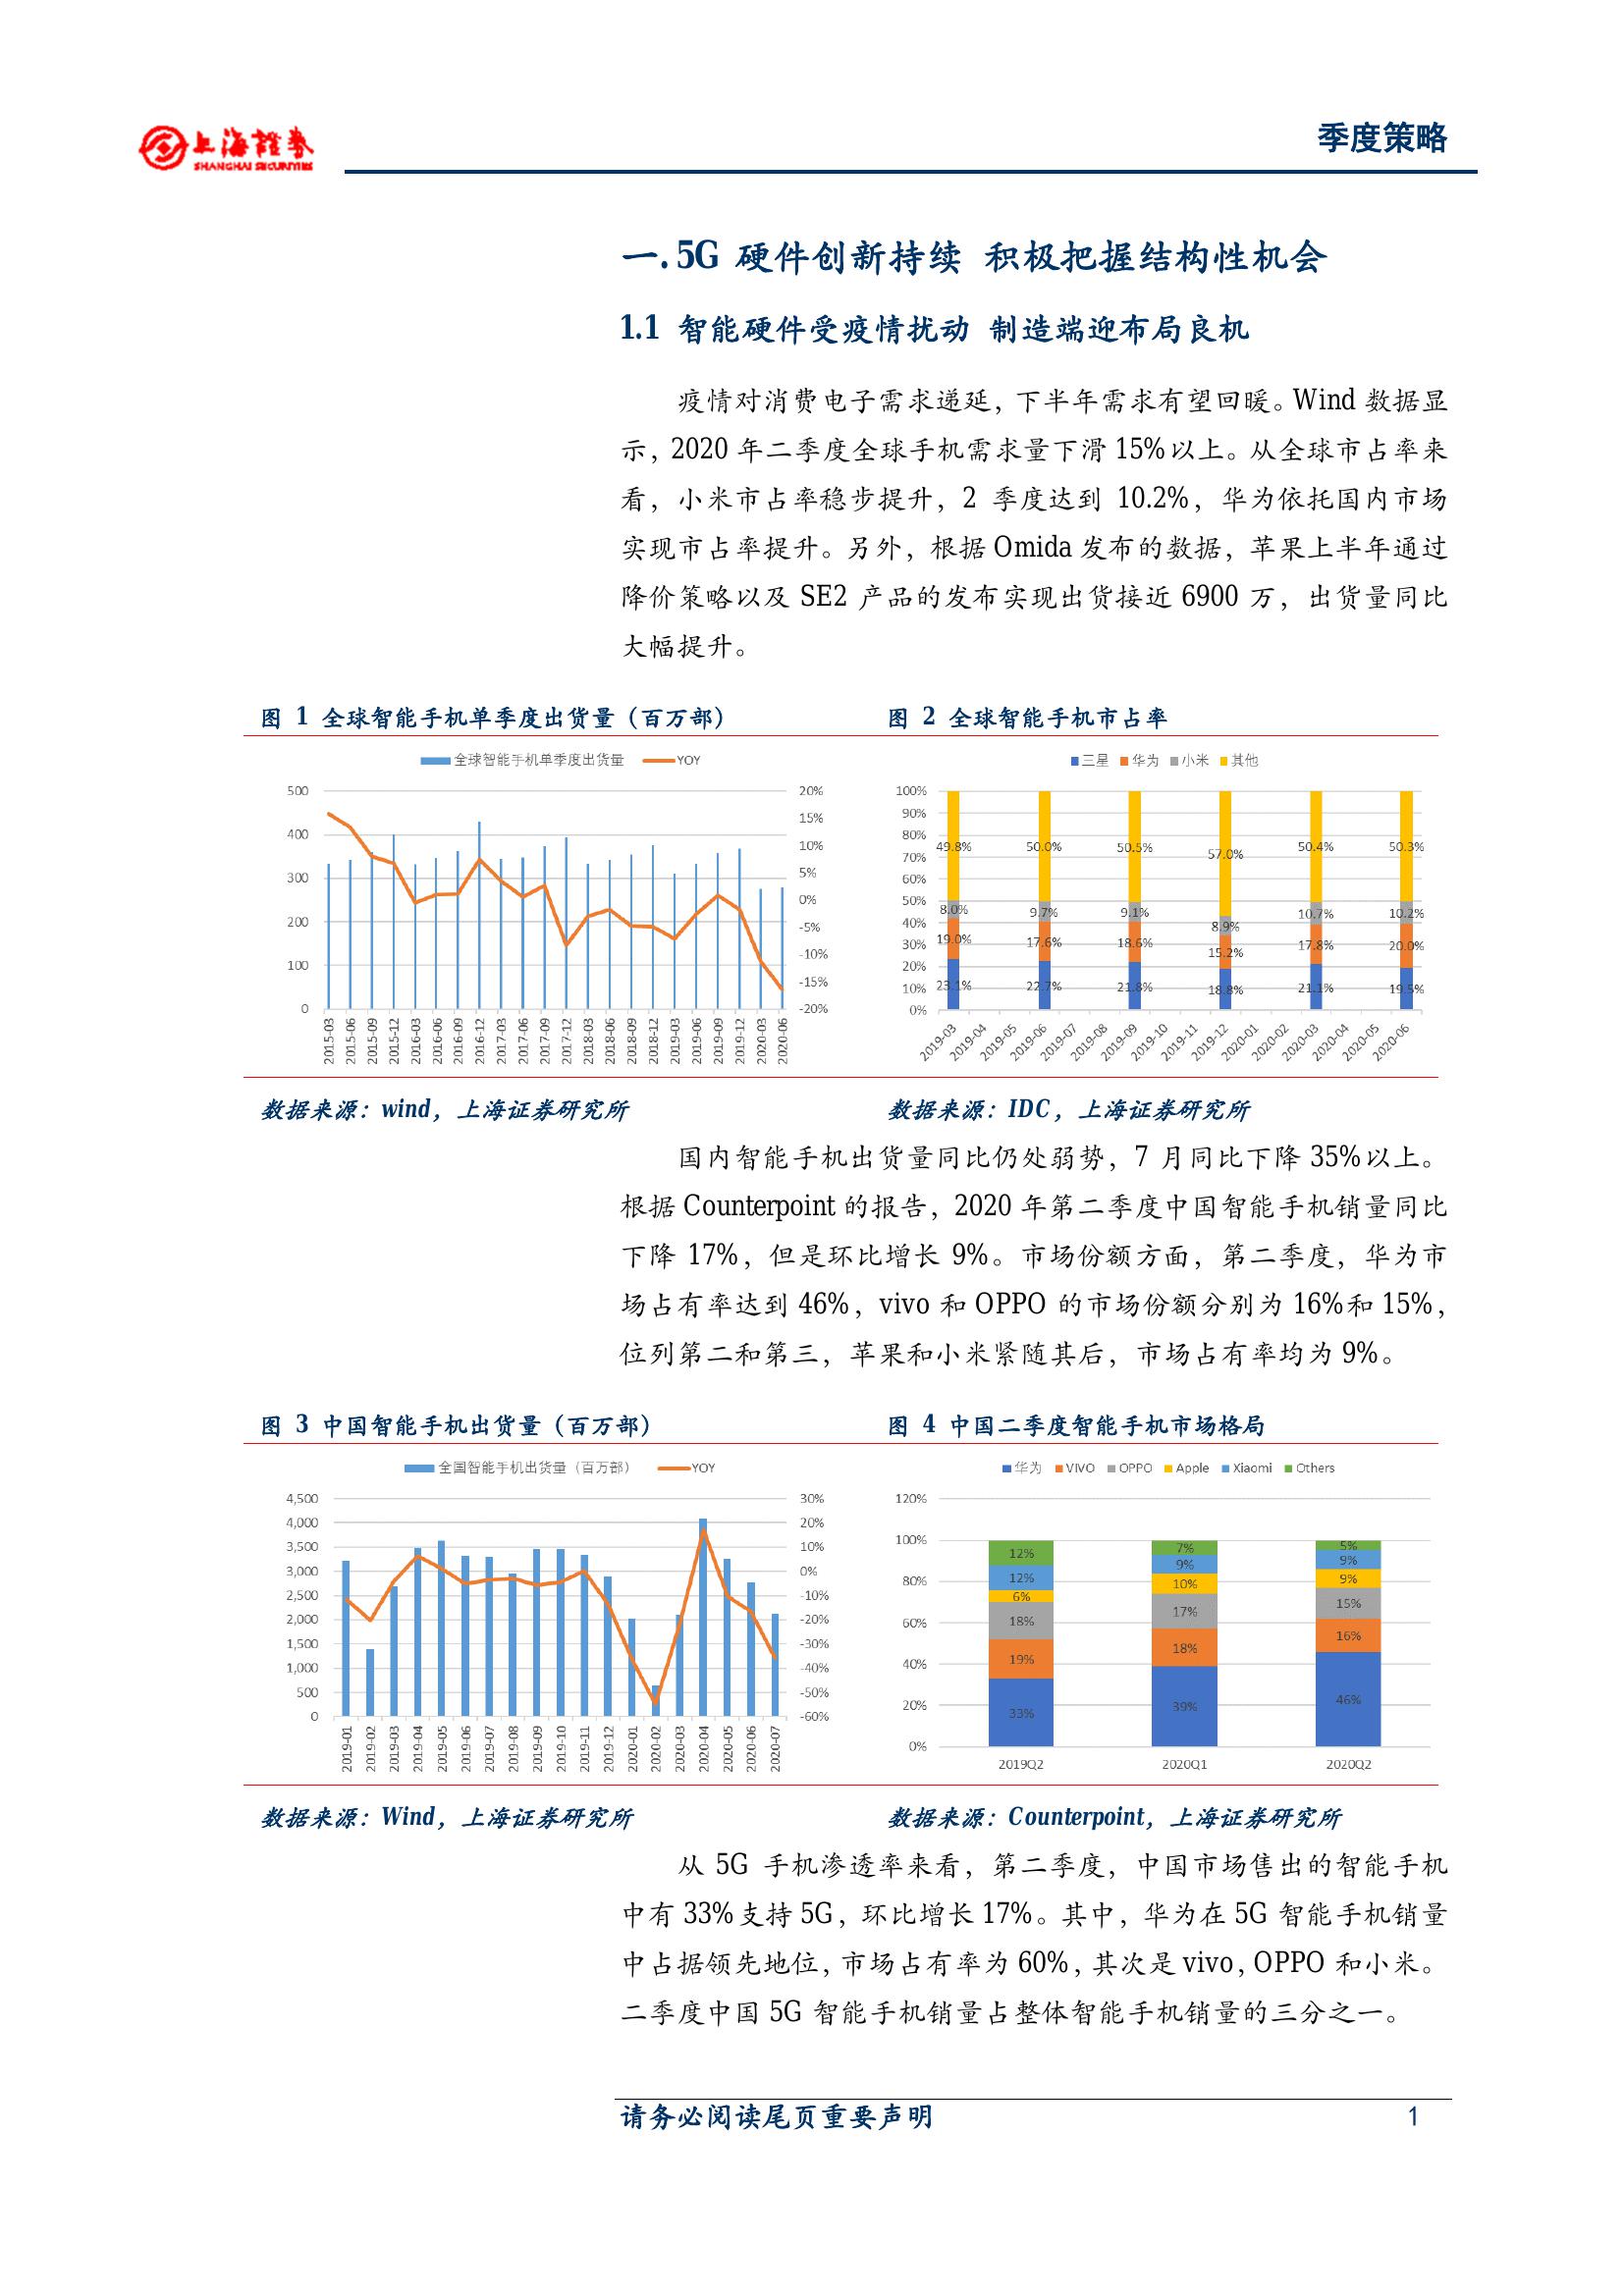 上海證券
SHANGHAI SECURITIES
季度策略
一. 5G 硬件创新持续 积极把握结构性机会
1.1 智能硬件受疫情扰动 制造端迎布局良机
疫情对消费电子需求递延，下半年需求有望回暖。Wind 数据显
示，2020 年二季度全球手机需求量下滑 15%以上。从全球市占率来
看，小米市占率稳步提升，2 季度达到 10.2%，华为依托国内市场
实现市占率提升。另外，根据 Omida 发布的数据，苹果上半年通过
降价策略以及 SE2 产品的发布实现出货接近 6900 万，出货量同比
大幅提升。
图 1 全球智能手机单季度出货量（百万部）
全球智能手机单季度出货量 YOY
500 20%
15%
400 10%
300 5%
0%
200 -5%
-10%
100 -15%
0 -20%
2015-03 2015-06 2015-09 2015-12 2016-03 2016-06 2016-09 2016-12 2017-03 2017-06 2017-09 2017-12 2018-03 2018-06 2018-09 2018-12 2019-03 2019-06 2019-09 2019-12 2020-03 2020-06
数据来源：wind，上海证券研究所
图 2 全球智能手机市占率
三星 华为 小米 其他
100%
90%
80%
70%
60%
50%
40%
30%
20%
10%
0%
49.8% 50.0% 50.5% 57.0% 50.4% 50.3%
8.0% 9.7% 9.1% 8.9% 10.7% 10.2%
19.0% 17.6% 18.6% 15.2% 17.8% 20.0%
23.1% 22.7% 21.8% 18.8% 21.1% 19.5%
2019-03 2019-04 2019-05 2019-06 2019-07 2019-08 2019-09 2019-10 2019-11 2019-12 2020-01 2020-02 2020-03 2020-04 2020-05 2020-06
数据来源：IDC，上海证券研究所
国内智能手机出货量同比仍处弱势，7 月同比下降 35%以上。
根据 Counterpoint 的报告，2020 年第二季度中国智能手机销量同比
下降 17%，但是环比增长 9%。市场份额方面，第二季度，华为市
场占有率达到 46%，vivo 和 OPPO 的市场份额分别为 16%和 15%，
位列第二和第三，苹果和小米紧随其后，市场占有率均为 9%。
图 3 中国智能手机出货量（百万部）
全国智能手机出货量（百万部） YOY
4,500 30%
4,000 20%
3,500 10%
3,000 0%
2,500 -10%
2,000 -20%
1,500 -30%
1,000 -40%
500 -50%
0 -60%
2019-01 2019-02 2019-03 2019-04 2019-05 2019-06 2019-07 2019-08 2019-09 2019-10 2019-11 2019-12 2020-01 2020-02 2020-03 2020-04 2020-05 2020-06 2020-07
数据来源：Wind，上海证券研究所
图 4 中国二季度智能手机市场格局
华为 VIVO OPPO Apple Xiaomi Others
120%
100%
80%
60%
40%
20%
0%
12% 7% 5%
12% 9% 9%
6% 10% 9%
18% 17% 15%
19% 18% 16%
33% 39% 46%
2019Q2 2020Q1 2020Q2
数据来源：Counterpoint，上海证券研究所
从 5G 手机渗透率来看，第二季度，中国市场售出的智能手机
中有 33%支持 5G，环比增长 17%。其中，华为在 5G 智能手机销量
中占据领先地位，市场占有率为 60%，其次是 vivo，OPPO 和小米。
二季度中国 5G 智能手机销量占整体智能手机销量的三分之一。
请务必阅读尾页重要声明 1